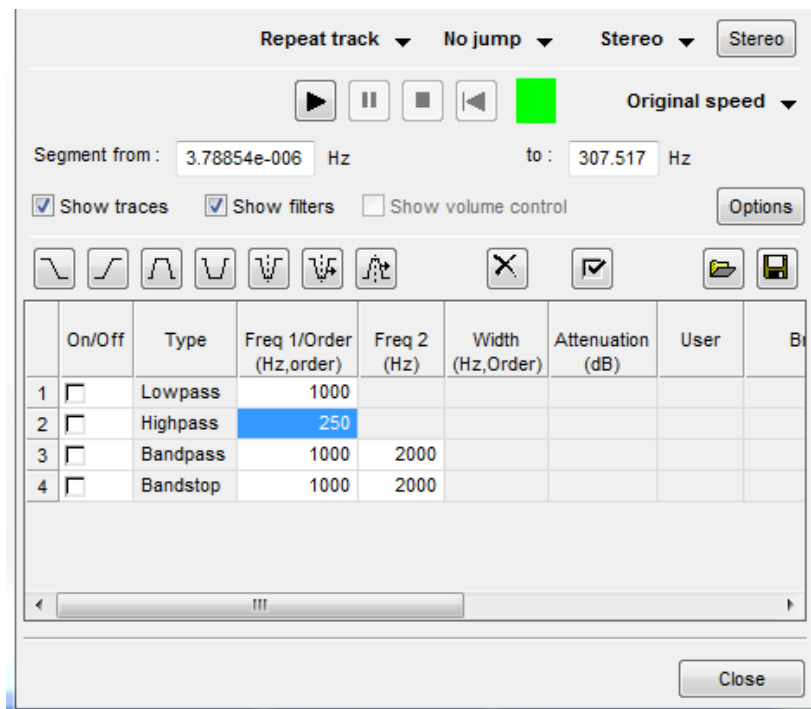 Repeat track No jump Stereo Stereo
Original speed
Segment from : 3.78854e-006 Hz to : 307.517 Hz
Show traces Show filters Show volume control Options
On/Off Type Freq 1/Order (Hz,order) Freq 2 (Hz) Width (Hz,Order) Attenuation (dB) User
1 Lowpass 1000
2 Highpass 250
3 Bandpass 1000 2000
4 Bandstop 1000 2000
Close